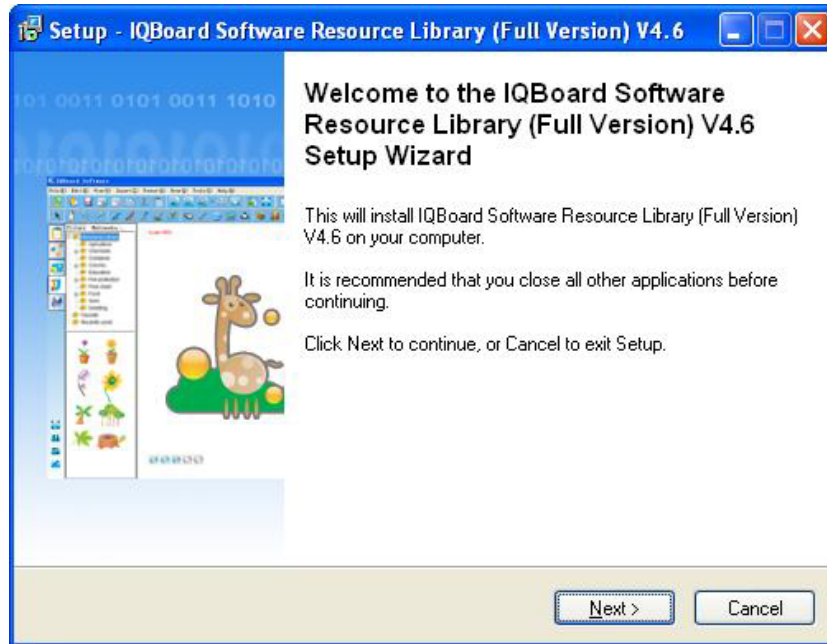 Setup - IQBoard Software Resource Library (Full Version) V4.6
101 0011 0101 0011 1010
Welcome to the IQBoard Software
Resource Library (Full Version) V4.6
Setup Wizard
This will install IQBoard Software Resource Library (Full Version)
V4.6 on your computer.
It is recommended that you close all other applications before
continuing.
Click Next to continue, or Cancel to exit Setup.
Next >
Cancel